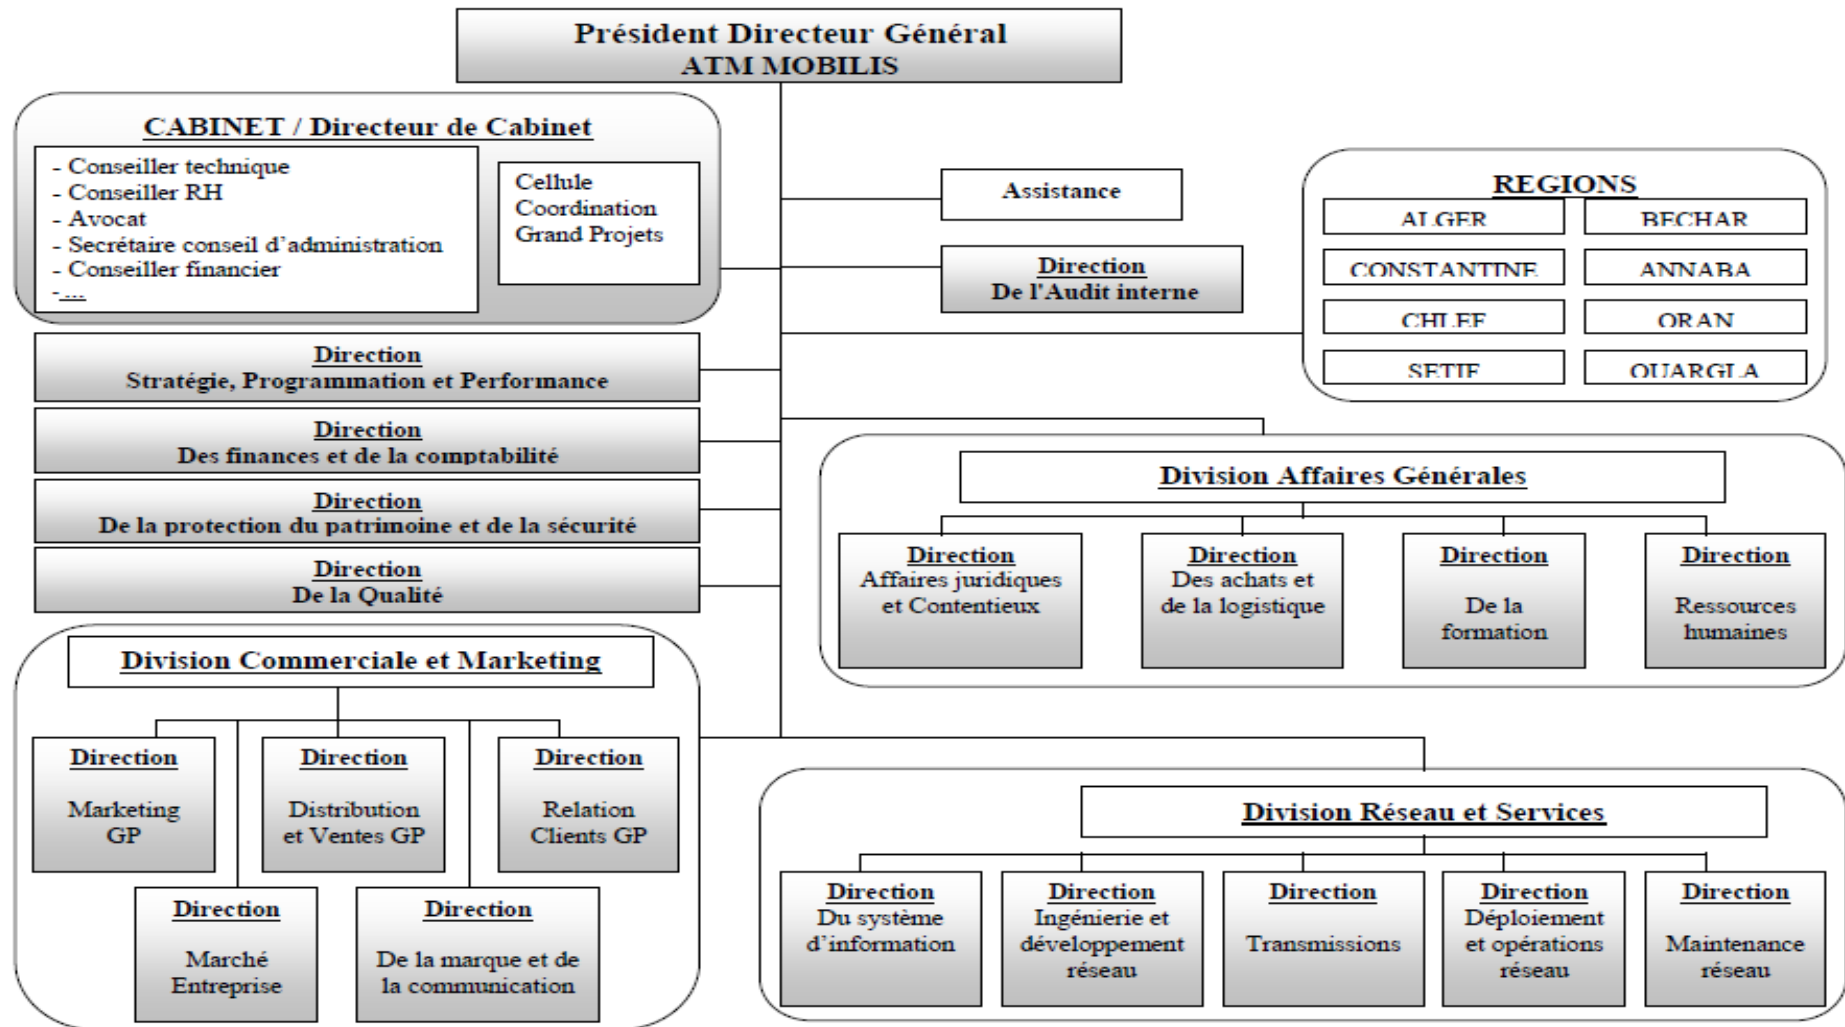 Président Directeur Général
ATM MOBILIS
CABINET / Directeur de Cabinet
- Conseiller technique
- Conseiller RH
- Avocat
- Secrétaire conseil d'administration
- Conseiller financier
- ...
Cellule
Coordination
Grand Projets
Assistance
Direction
De l'Audit interne
REGIONS
ALGER
BECHAR
CONSTANTINE
ANNABA
CHLEF
ORAN
SETIF
OUARGLA
Direction
Stratégie, Programmation et Performance
Direction
Des finances et de la comptabilité
Direction
De la protection du patrimoine et de la sécurité
Direction
De la Qualité
Division Affaires Générales
Direction
Affaires juridiques
et Contentieux
Direction
Des achats et
de la logistique
Direction
De la
formation
Direction
Ressources
humaines
Division Commerciale et Marketing
Direction
Marketing
GP
Direction
Distribution
et Ventes GP
Direction
Relation
Clients GP
Direction
Marché
Entreprise
Direction
De la marque et de
la communication
Division Réseau et Services
Direction
Du système
d'information
Direction
Ingénierie et
développement
réseau
Direction
Transmissions
Direction
Déploiement
et opérations
réseau
Direction
Maintenance
réseau